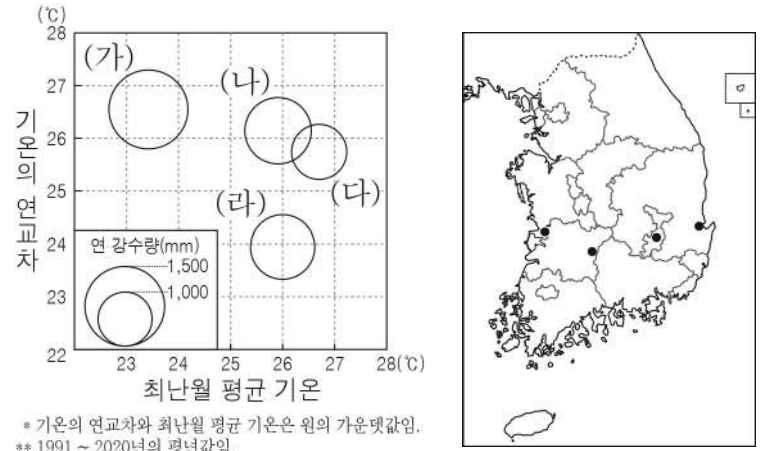 (℃)
28
27
26
25
24
23
22
기온의 연교차
(가)
(나)
(다)
(라)
연 강수량(mm)
1,500
1,000
23
24
25
26
27
28(℃)
최난월 평균 기온
* 기온의 연교차와 최난월 평균 기온은 원의 가운뎃값임.
** 1991 ~ 2020년의 평년값임.